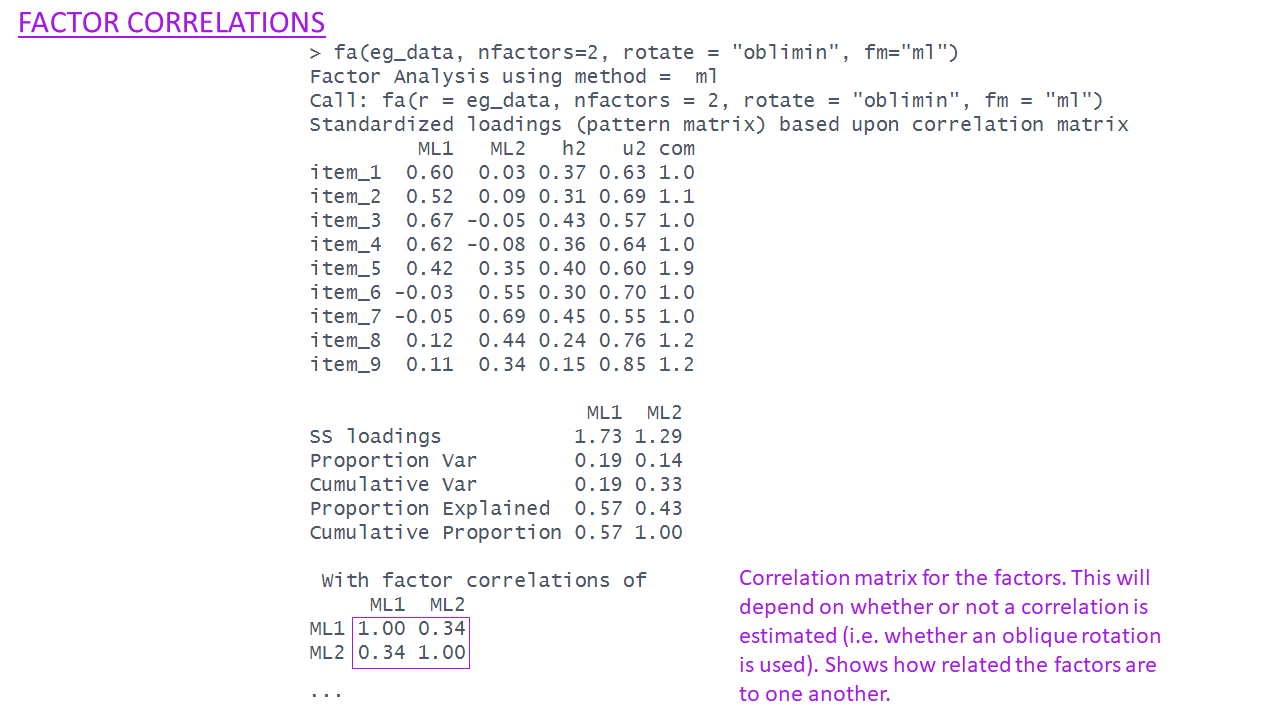 FACTOR CORRELATIONS
> fa(eg_data, nfactors=2, rotate = "oblimin", fm="ml")
Factor Analysis using method =  ml
Call: fa(r = eg_data, nfactors = 2, rotate = "oblimin", fm = "ml")
Standardized loadings (pattern matrix) based upon correlation matrix
ML1 ML2 h2 u2 com
item_1 0.60 0.03 0.37 0.63 1.0
item_2 0.52 0.09 0.31 0.69 1.1
item_3 0.67 -0.05 0.43 0.57 1.0
item_4 0.62 -0.08 0.36 0.64 1.0
item_5 0.42 0.35 0.40 0.60 1.9
item_6 -0.03 0.55 0.30 0.70 1.0
item_7 -0.05 0.69 0.45 0.55 1.0
item_8 0.12 0.44 0.24 0.76 1.2
item_9 0.11 0.34 0.15 0.85 1.2
ML1 ML2
SS loadings 1.73 1.29
Proportion Var 0.19 0.14
Cumulative Var 0.19 0.33
Proportion Explained 0.57 0.43
Cumulative Proportion 0.57 1.00
With factor correlations of
ML1 ML2
ML1 1.00 0.34
ML2 0.34 1.00
...
Correlation matrix for the factors. This will
depend on whether or not a correlation is
estimated (i.e. whether an oblique rotation
is used). Shows how related the factors are
to one another.